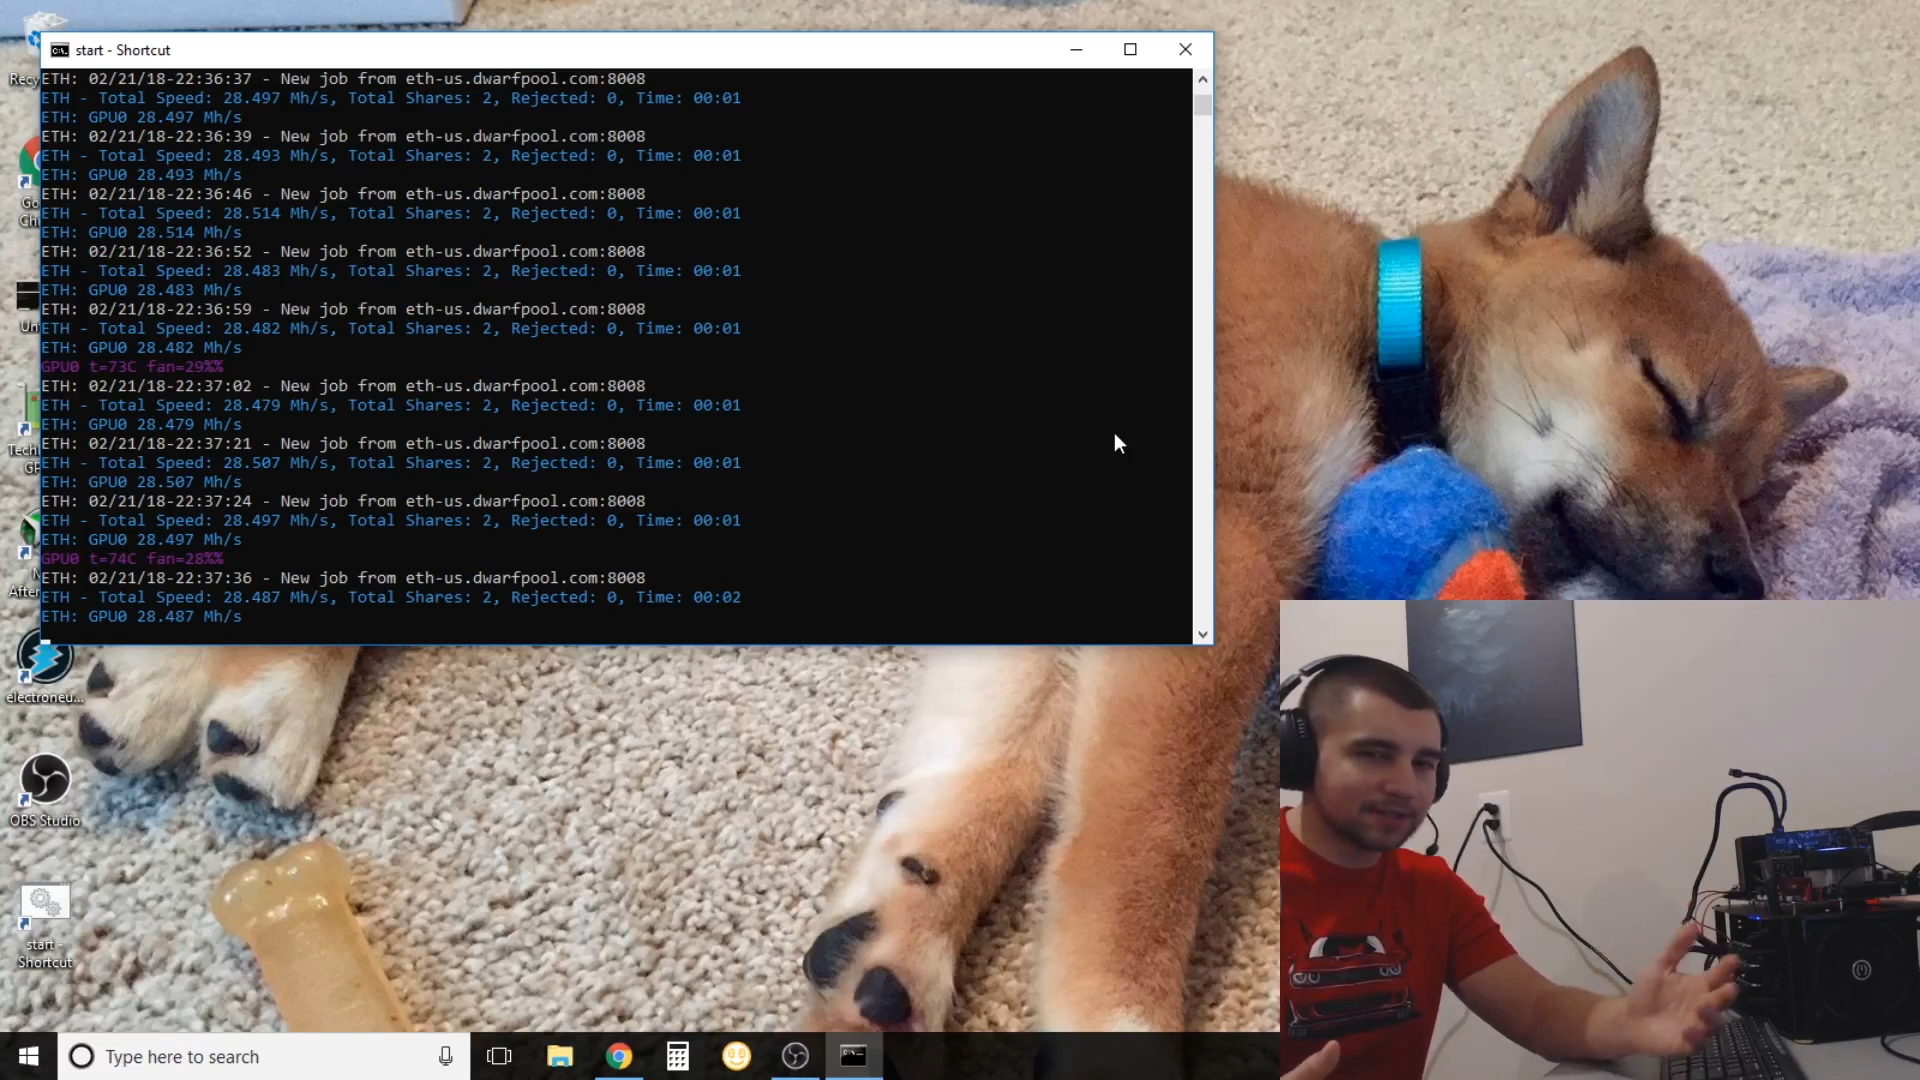 start - Shortcut
ETH: 02/21/18-22:36:37 - New job from eth-us.dwarfpool.com:8008
ETH - Total Speed: 28.497 Mh/s, Total Shares: 2, Rejected: 0, Time: 00:01
ETH: GPU0 28.497 Mh/s
ETH: 02/21/18-22:36:39 - New job from eth-us.dwarfpool.com:8008
ETH - Total Speed: 28.493 Mh/s, Total Shares: 2, Rejected: 0, Time: 00:01
ETH: GPU0 28.493 Mh/s
ETH: 02/21/18-22:36:46 - New job from eth-us.dwarfpool.com:8008
ETH - Total Speed: 28.514 Mh/s, Total Shares: 2, Rejected: 0, Time: 00:01
ETH: GPU0 28.514 Mh/s
ETH: 02/21/18-22:36:52 - New job from eth-us.dwarfpool.com:8008
ETH - Total Speed: 28.483 Mh/s, Total Shares: 2, Rejected: 0, Time: 00:01
ETH: GPU0 28.483 Mh/s
ETH: 02/21/18-22:36:59 - New job from eth-us.dwarfpool.com:8008
ETH - Total Speed: 28.482 Mh/s, Total Shares: 2, Rejected: 0, Time: 00:01
ETH: GPU0 28.482 Mh/s
GPU0 t=73C fan=29%%
ETH: 02/21/18-22:37:02 - New job from eth-us.dwarfpool.com:8008
ETH - Total Speed: 28.479 Mh/s, Total Shares: 2, Rejected: 0, Time: 00:01
ETH: GPU0 28.479 Mh/s
ETH: 02/21/18-22:37:21 - New job from eth-us.dwarfpool.com:8008
ETH - Total Speed: 28.507 Mh/s, Total Shares: 2, Rejected: 0, Time: 00:01
ETH: GPU0 28.507 Mh/s
ETH: 02/21/18-22:37:24 - New job from eth-us.dwarfpool.com:8008
ETH - Total Speed: 28.497 Mh/s, Total Shares: 2, Rejected: 0, Time: 00:01
ETH: GPU0 28.497 Mh/s
GPU0 t=74C fan=28%%
ETH: 02/21/18-22:37:36 - New job from eth-us.dwarfpool.com:8008
ETH - Total Speed: 28.487 Mh/s, Total Shares: 2, Rejected: 0, Time: 00:02
ETH: GPU0 28.487 Mh/s
electroneu...
OBS Studio
start -
Shortcut
Type here to search